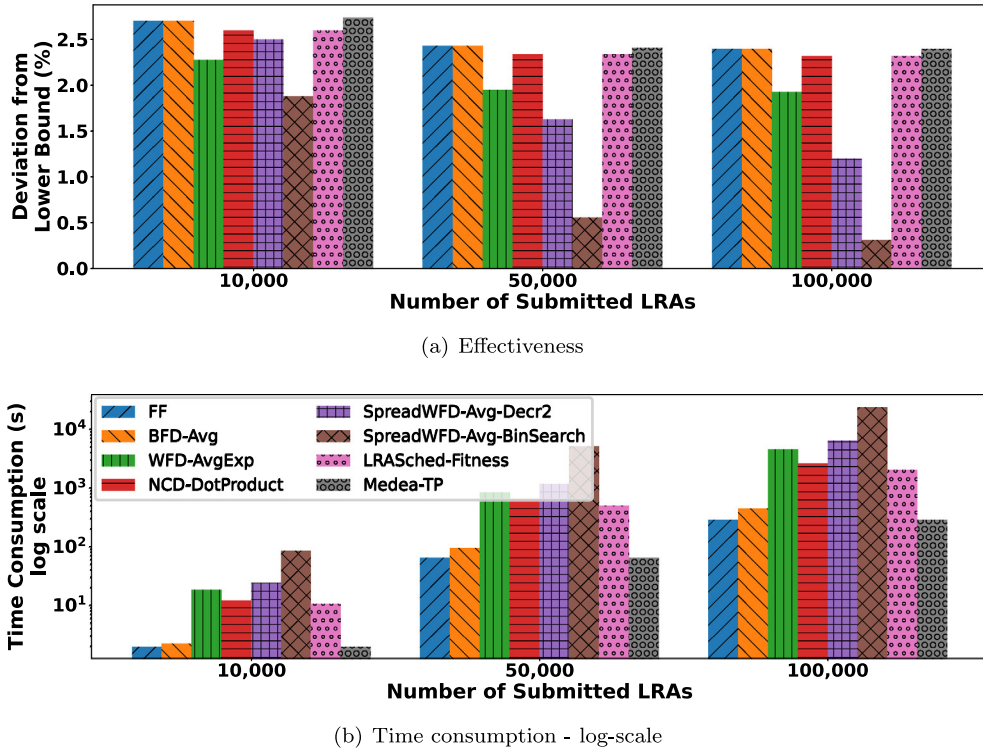 Deviation from
Lower Bound (%)
2.5
2.0
1.5
1.0
0.5
0.0
10,000
50,000
100,000
Number of Submitted LRAs
(a) Effectiveness
Time Consumption (s)
log scale
10⁴
10³
10²
10¹
FF
BFD-Avg
WFD-AvgExp
NCD-DotProduct
SpreadWFD-Avg-Decr2
SpreadWFD-Avg-BinSearch
LRASched-Fitness
Medea-TP
10,000
50,000
100,000
Number of Submitted LRAs
(b) Time consumption - log-scale